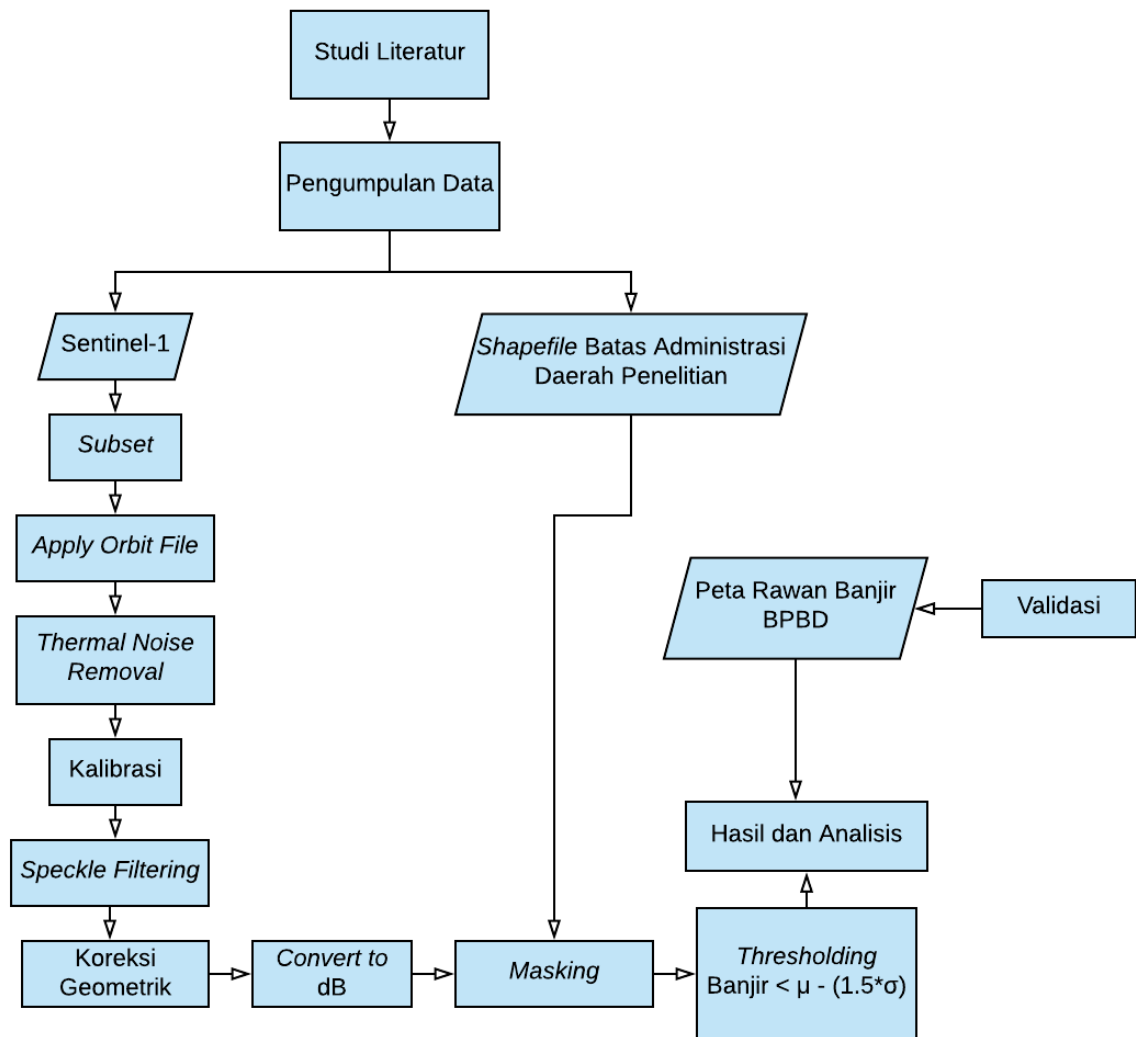 Studi Literatur
Pengumpulan Data
Sentinel-1
Shapefile Batas Administrasi
Daerah Penelitian
Subset
Apply Orbit File
Thermal Noise
Removal
Kalibrasi
Speckle Filtering
Koreksi
Geometrik
Convert to
dB
Masking
Thresholding
Banjir < μ - (1.5*σ)
Hasil dan Analisis
Peta Rawan Banjir
BPBD
Validasi